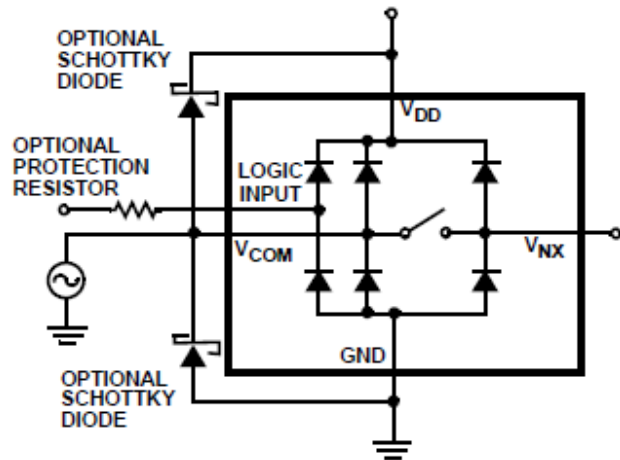 OPTIONAL
SCHOTTKY
DIODE
V_DD
OPTIONAL
PROTECTION
RESISTOR
LOGIC
INPUT
V_COM
V_NX
GND
OPTIONAL
SCHOTTKY
DIODE